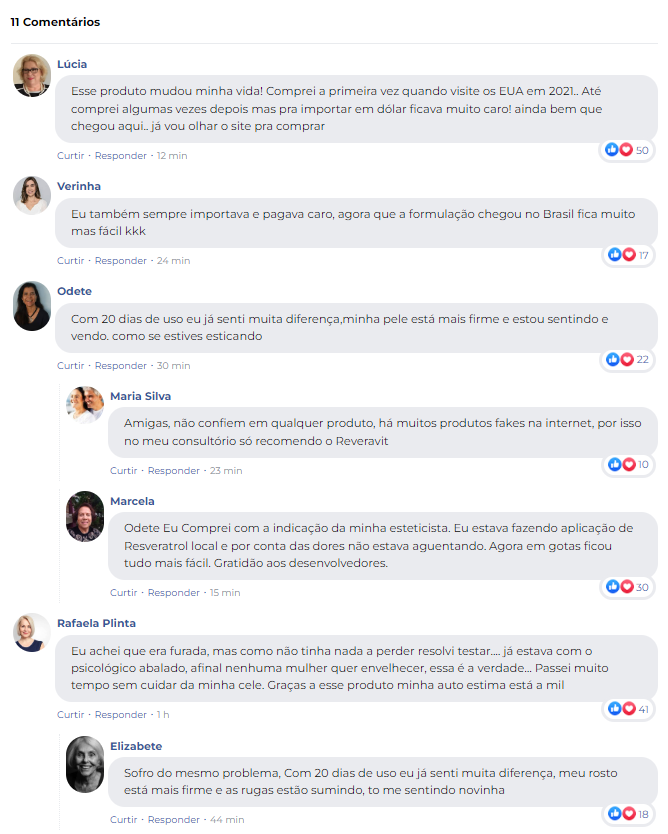 11 Comentários
Lúcia
Esse produto mudou minha vida! Comprei a primeira vez quando visite os EUA em 2021.. Até
comprei algumas vezes depois mas pra importar em dólar ficava muito caro! ainda bem que
chegou aqui.. já vou olhar o site pra comprar
50
Curtir · Responder · 12 min
Verinha
Eu também sempre importava e pagava caro, agora que a formulação chegou no Brasil fica muito
mas fácil kkk
17
Curtir · Responder · 24 min
Odete
Com 20 dias de uso eu já senti muita diferença,minha pele está mais firme e estou sentindo e
vendo. como se estives esticando
22
Curtir · Responder · 30 min
Maria Silva
Amigas, não confiem em qualquer produto, há muitos produtos fakes na internet, por isso
no meu consultório só recomendo o Reveravit
10
Curtir · Responder · 23 min
Marcela
Odete Eu Comprei com a indicação da minha esteticista. Eu estava fazendo aplicação de
Resveratrol local e por conta das dores não estava aguentando. Agora em gotas ficou
tudo mais fácil. Gratidão aos desenvolvedores.
30
Curtir · Responder · 15 min
Rafaela Plinta
Eu achei que era furada, mas como não tinha nada a perder resolvi testar.... já estava com o
psicológico abalado, afinal nenhuma mulher quer envelhecer, essa é a verdade... Passei muito
tempo sem cuidar da minha cele. Graças a esse produto minha auto estima está a mil
41
Curtir · Responder · 1 h
Elizabete
Sofro do mesmo problema, Com 20 dias de uso eu já senti muita diferença, meu rosto
está mais firme e as rugas estão sumindo, to me sentindo novinha
18
Curtir · Responder · 44 min